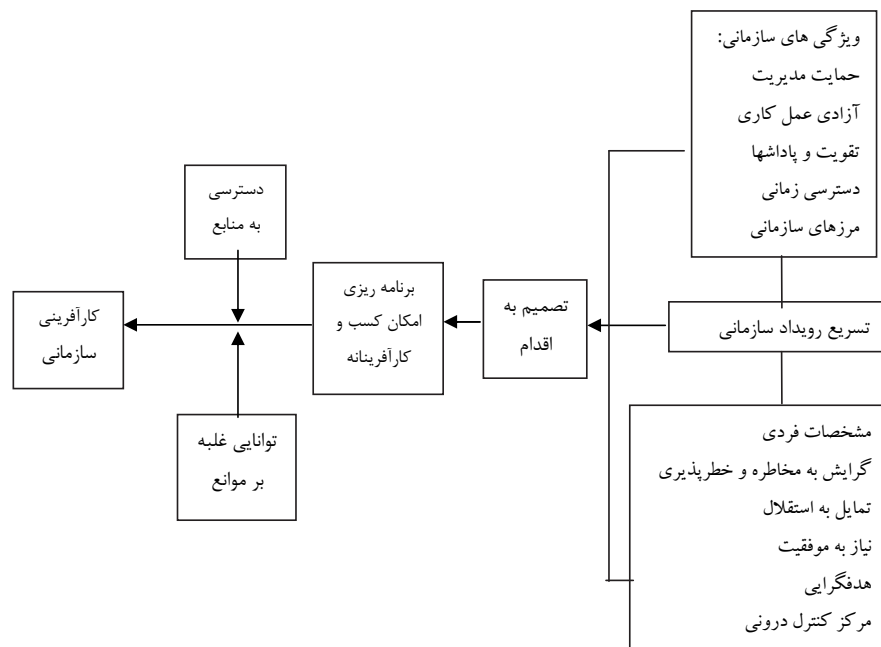 ویژگی های سازمانی:
حمایت مدیریت
آزادی عمل کاری
تقویت و پاداشها
دسترسی زمانی
مرزهای سازمانی
تسریع رویداد سازمانی
مشخصات فردی
گرایش به مخاطره و خطرپذیری
تمایل به استقلال
نیاز به موفقیت
هدفگرایی
مرکز کنترل درونی
تصمیم به
اقدام
برنامه ریزی
امکان کسب و
کارآفرینانه
دسترسی
به منابع
توانایی غلبه
بر موانع
کارآفرینی
سازمانی